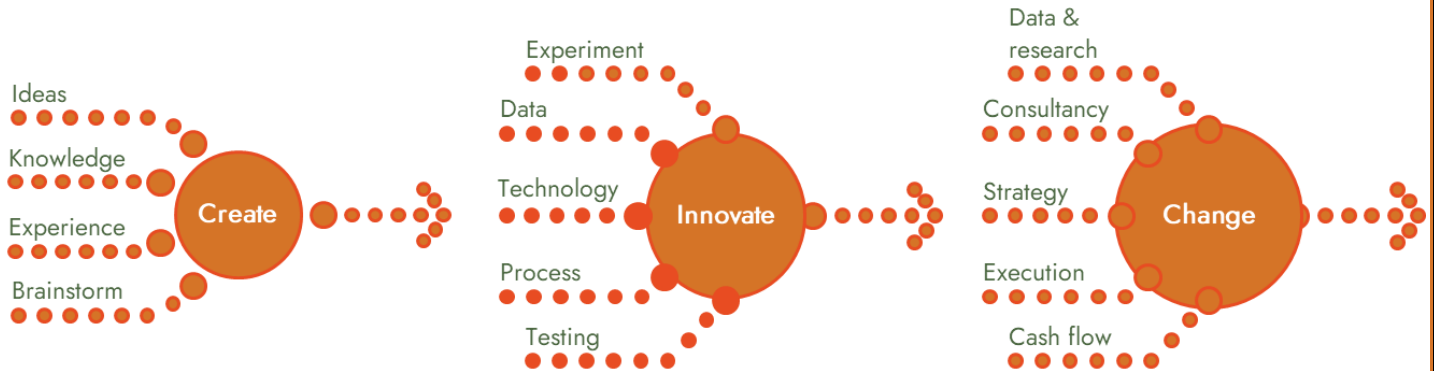 Ideas
Knowledge
Experience
Brainstorm
Create
Experiment
Data
Technology
Process
Testing
Innovate
Data &
research
Consultancy
Strategy
Execution
Cash flow
Change